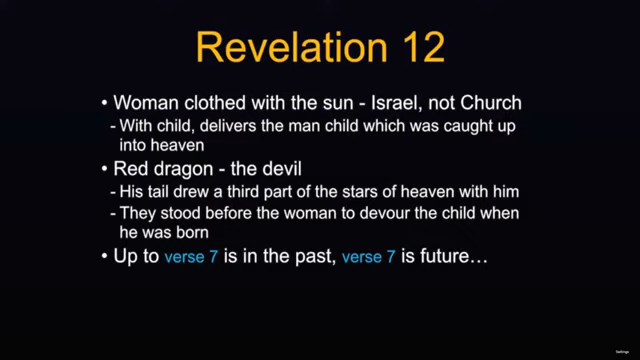 Revelation 12
• Woman clothed with the sun - Israel, not Church
- With child, delivers the man child which was caught up
into heaven
• Red dragon - the devil
- His tail drew a third part of the stars of heaven with him
- They stood before the woman to devour the child when
he was born
• Up to verse 7 is in the past, verse 7 is future…
Settings